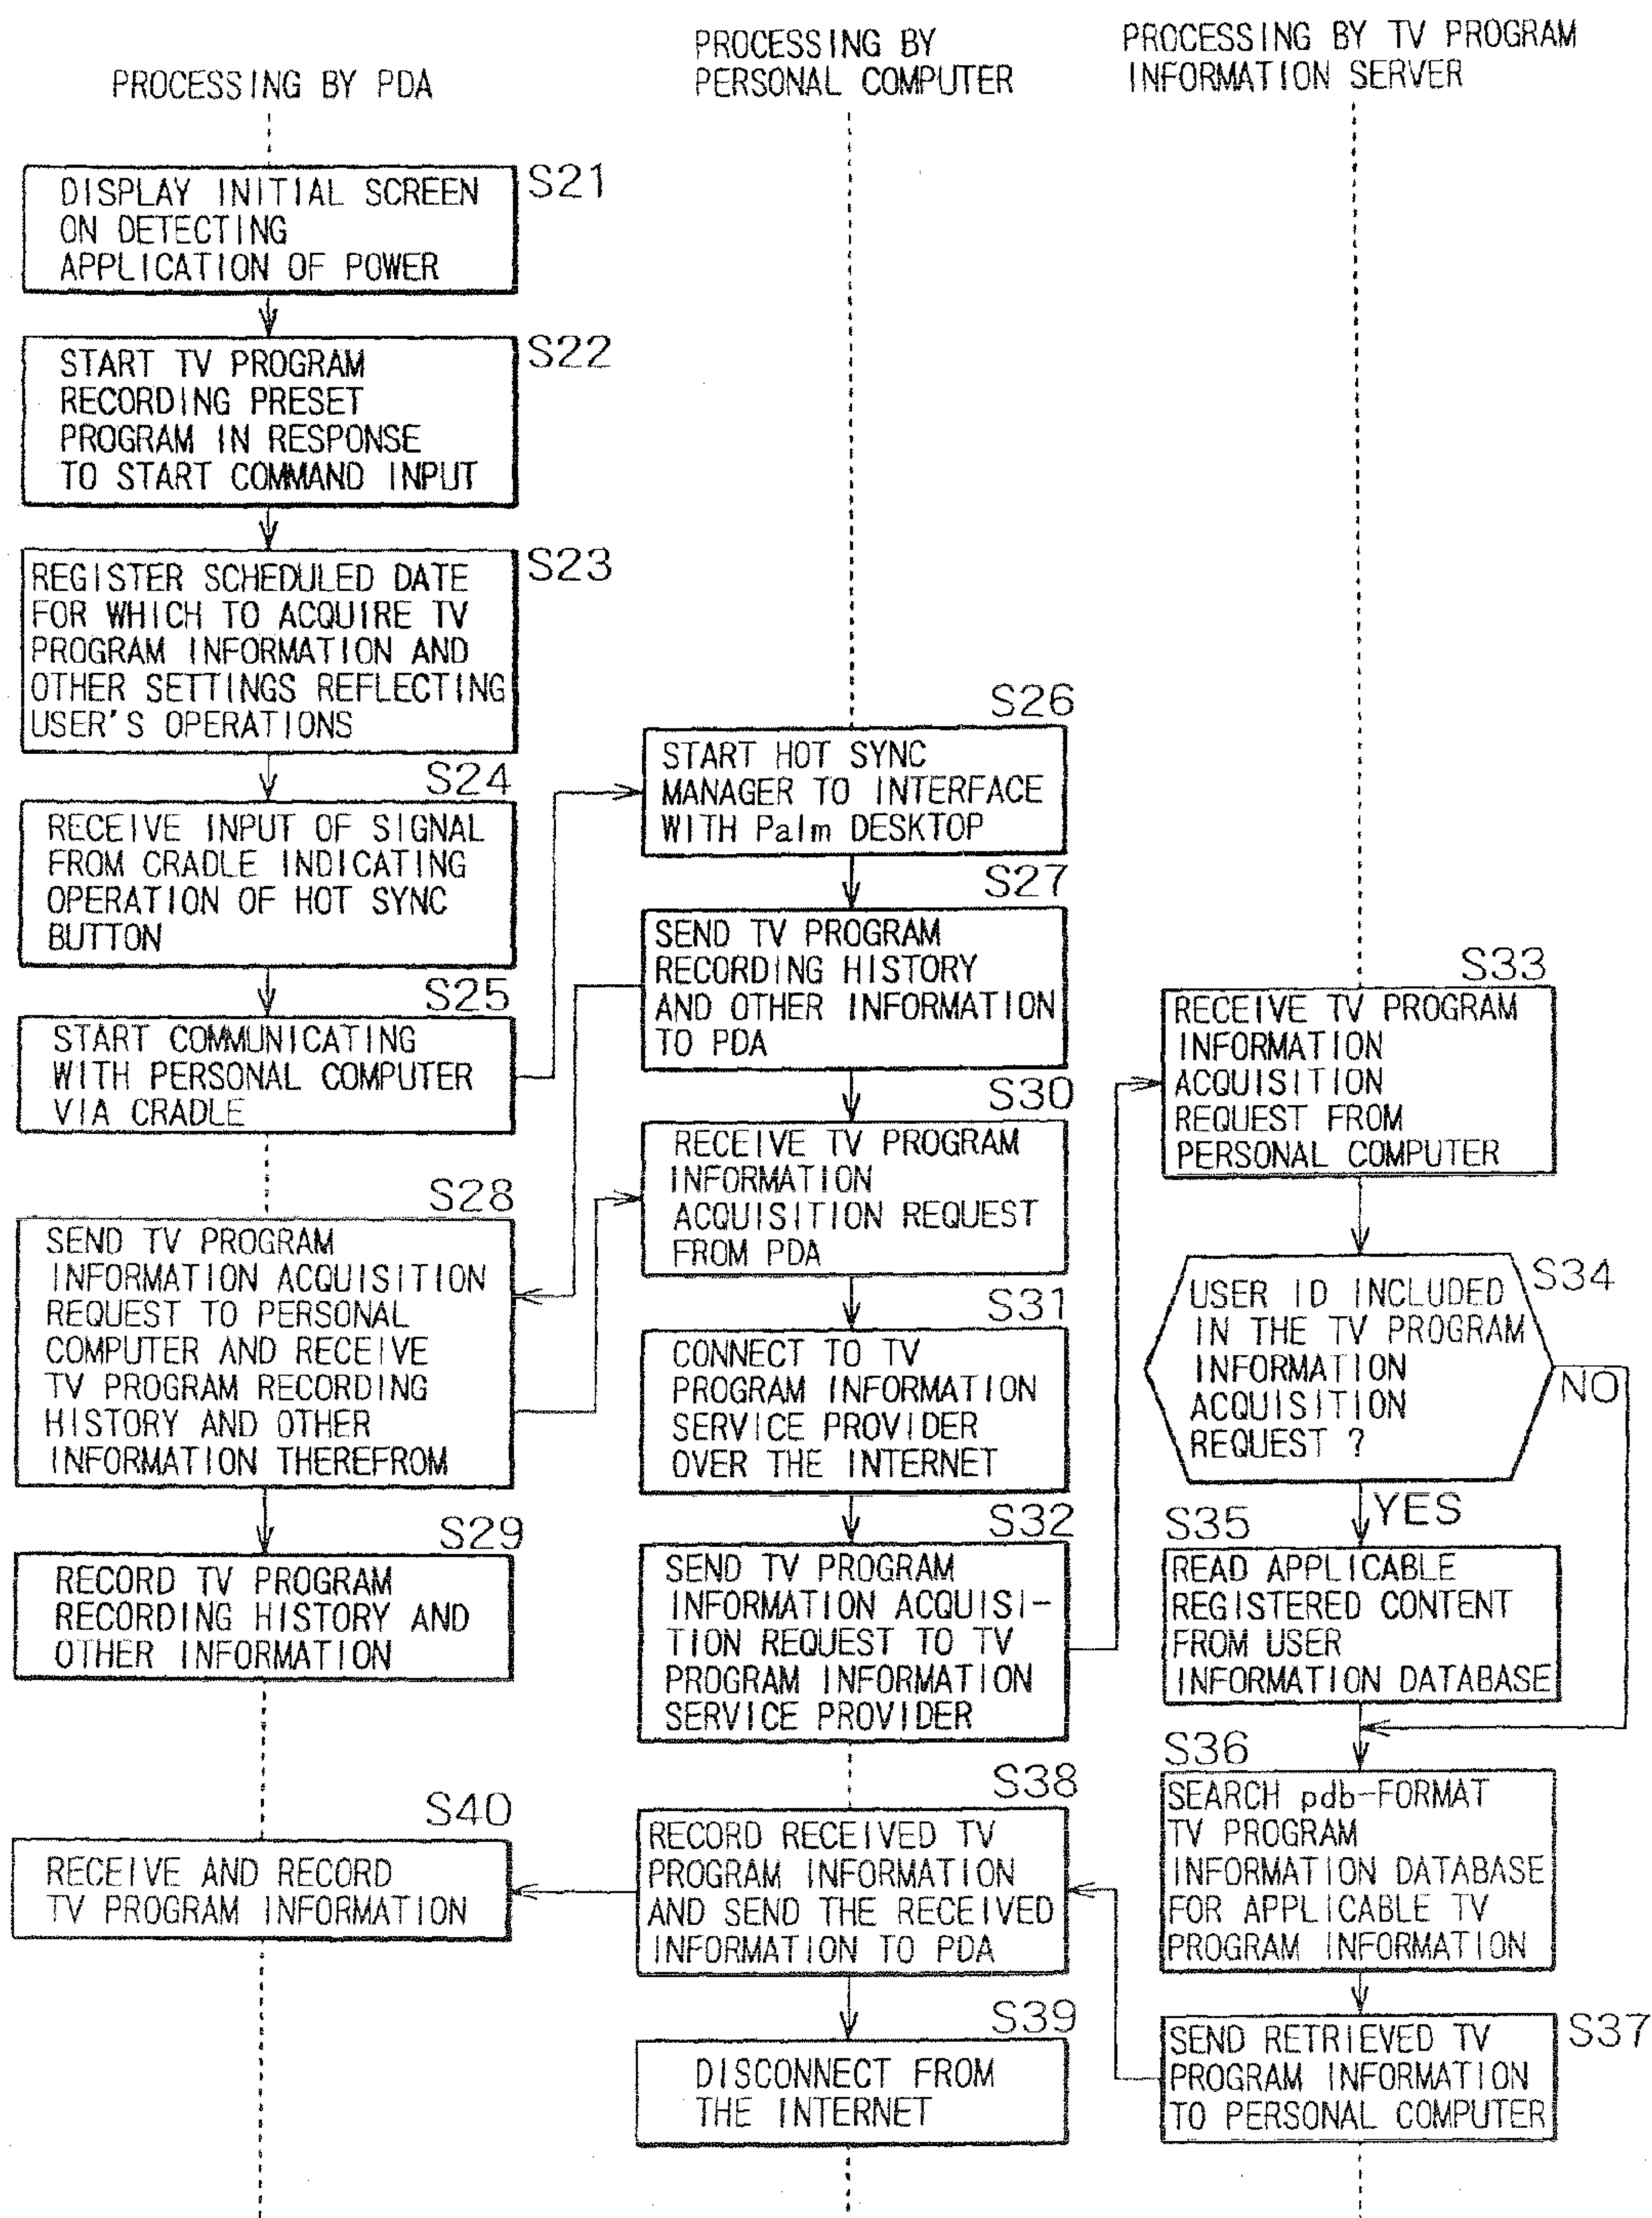 PROCESSING BY PDA
PROCESSING BY
PERSONAL COMPUTER
PROCESSING BY TV PROGRAM
INFORMATION SERVER
S21
DISPLAY INITIAL SCREEN
ON DETECTING
APPLICATION OF POWER
S22
START TV PROGRAM
RECORDING PRESET
PROGRAM IN RESPONSE
TO START COMMAND INPUT
S23
REGISTER SCHEDULED DATE
FOR WHICH TO ACQUIRE TV
PROGRAM INFORMATION AND
OTHER SETTINGS REFLECTING
USER'S OPERATIONS
S24
RECEIVE INPUT OF SIGNAL
FROM CRADLE INDICATING
OPERATION OF HOT SYNC
BUTTON
S25
START COMMUNICATING
WITH PERSONAL COMPUTER
VIA CRADLE
S28
SEND TV PROGRAM
INFORMATION ACQUISITION
REQUEST TO PERSONAL
COMPUTER AND RECEIVE
TV PROGRAM RECORDING
HISTORY AND OTHER
INFORMATION THEREFROM
S29
RECORD TV PROGRAM
RECORDING HISTORY AND
OTHER INFORMATION
S40
RECEIVE AND RECORD
TV PROGRAM INFORMATION
S26
START HOT SYNC
MANAGER TO INTERFACE
WITH Palm DESKTOP
S27
SEND TV PROGRAM
RECORDING HISTORY
AND OTHER INFORMATION
TO PDA
S30
RECEIVE TV PROGRAM
INFORMATION
ACQUISITION REQUEST
FROM PDA
S31
CONNECT TO TV
PROGRAM INFORMATION
SERVICE PROVIDER
OVER THE INTERNET
S32
SEND TV PROGRAM
INFORMATION ACQUISI-
TION REQUEST TO TV
PROGRAM INFORMATION
SERVICE PROVIDER
S38
RECORD RECEIVED TV
PROGRAM INFORMATION
AND SEND THE RECEIVED
INFORMATION TO PDA
S39
DISCONNECT FROM
THE INTERNET
S33
RECEIVE TV PROGRAM
INFORMATION
ACQUISITION
REQUEST FROM
PERSONAL COMPUTER
S34
USER ID INCLUDED
IN THE TV PROGRAM
INFORMATION
ACQUISITION
REQUEST ?
NO
YES
S35
READ APPLICABLE
REGISTERED CONTENT
FROM USER
INFORMATION DATABASE
S36
SEARCH pdb-FORMAT
TV PROGRAM
INFORMATION DATABASE
FOR APPLICABLE TV
PROGRAM INFORMATION
S37
SEND RETRIEVED TV
PROGRAM INFORMATION
TO PERSONAL COMPUTER